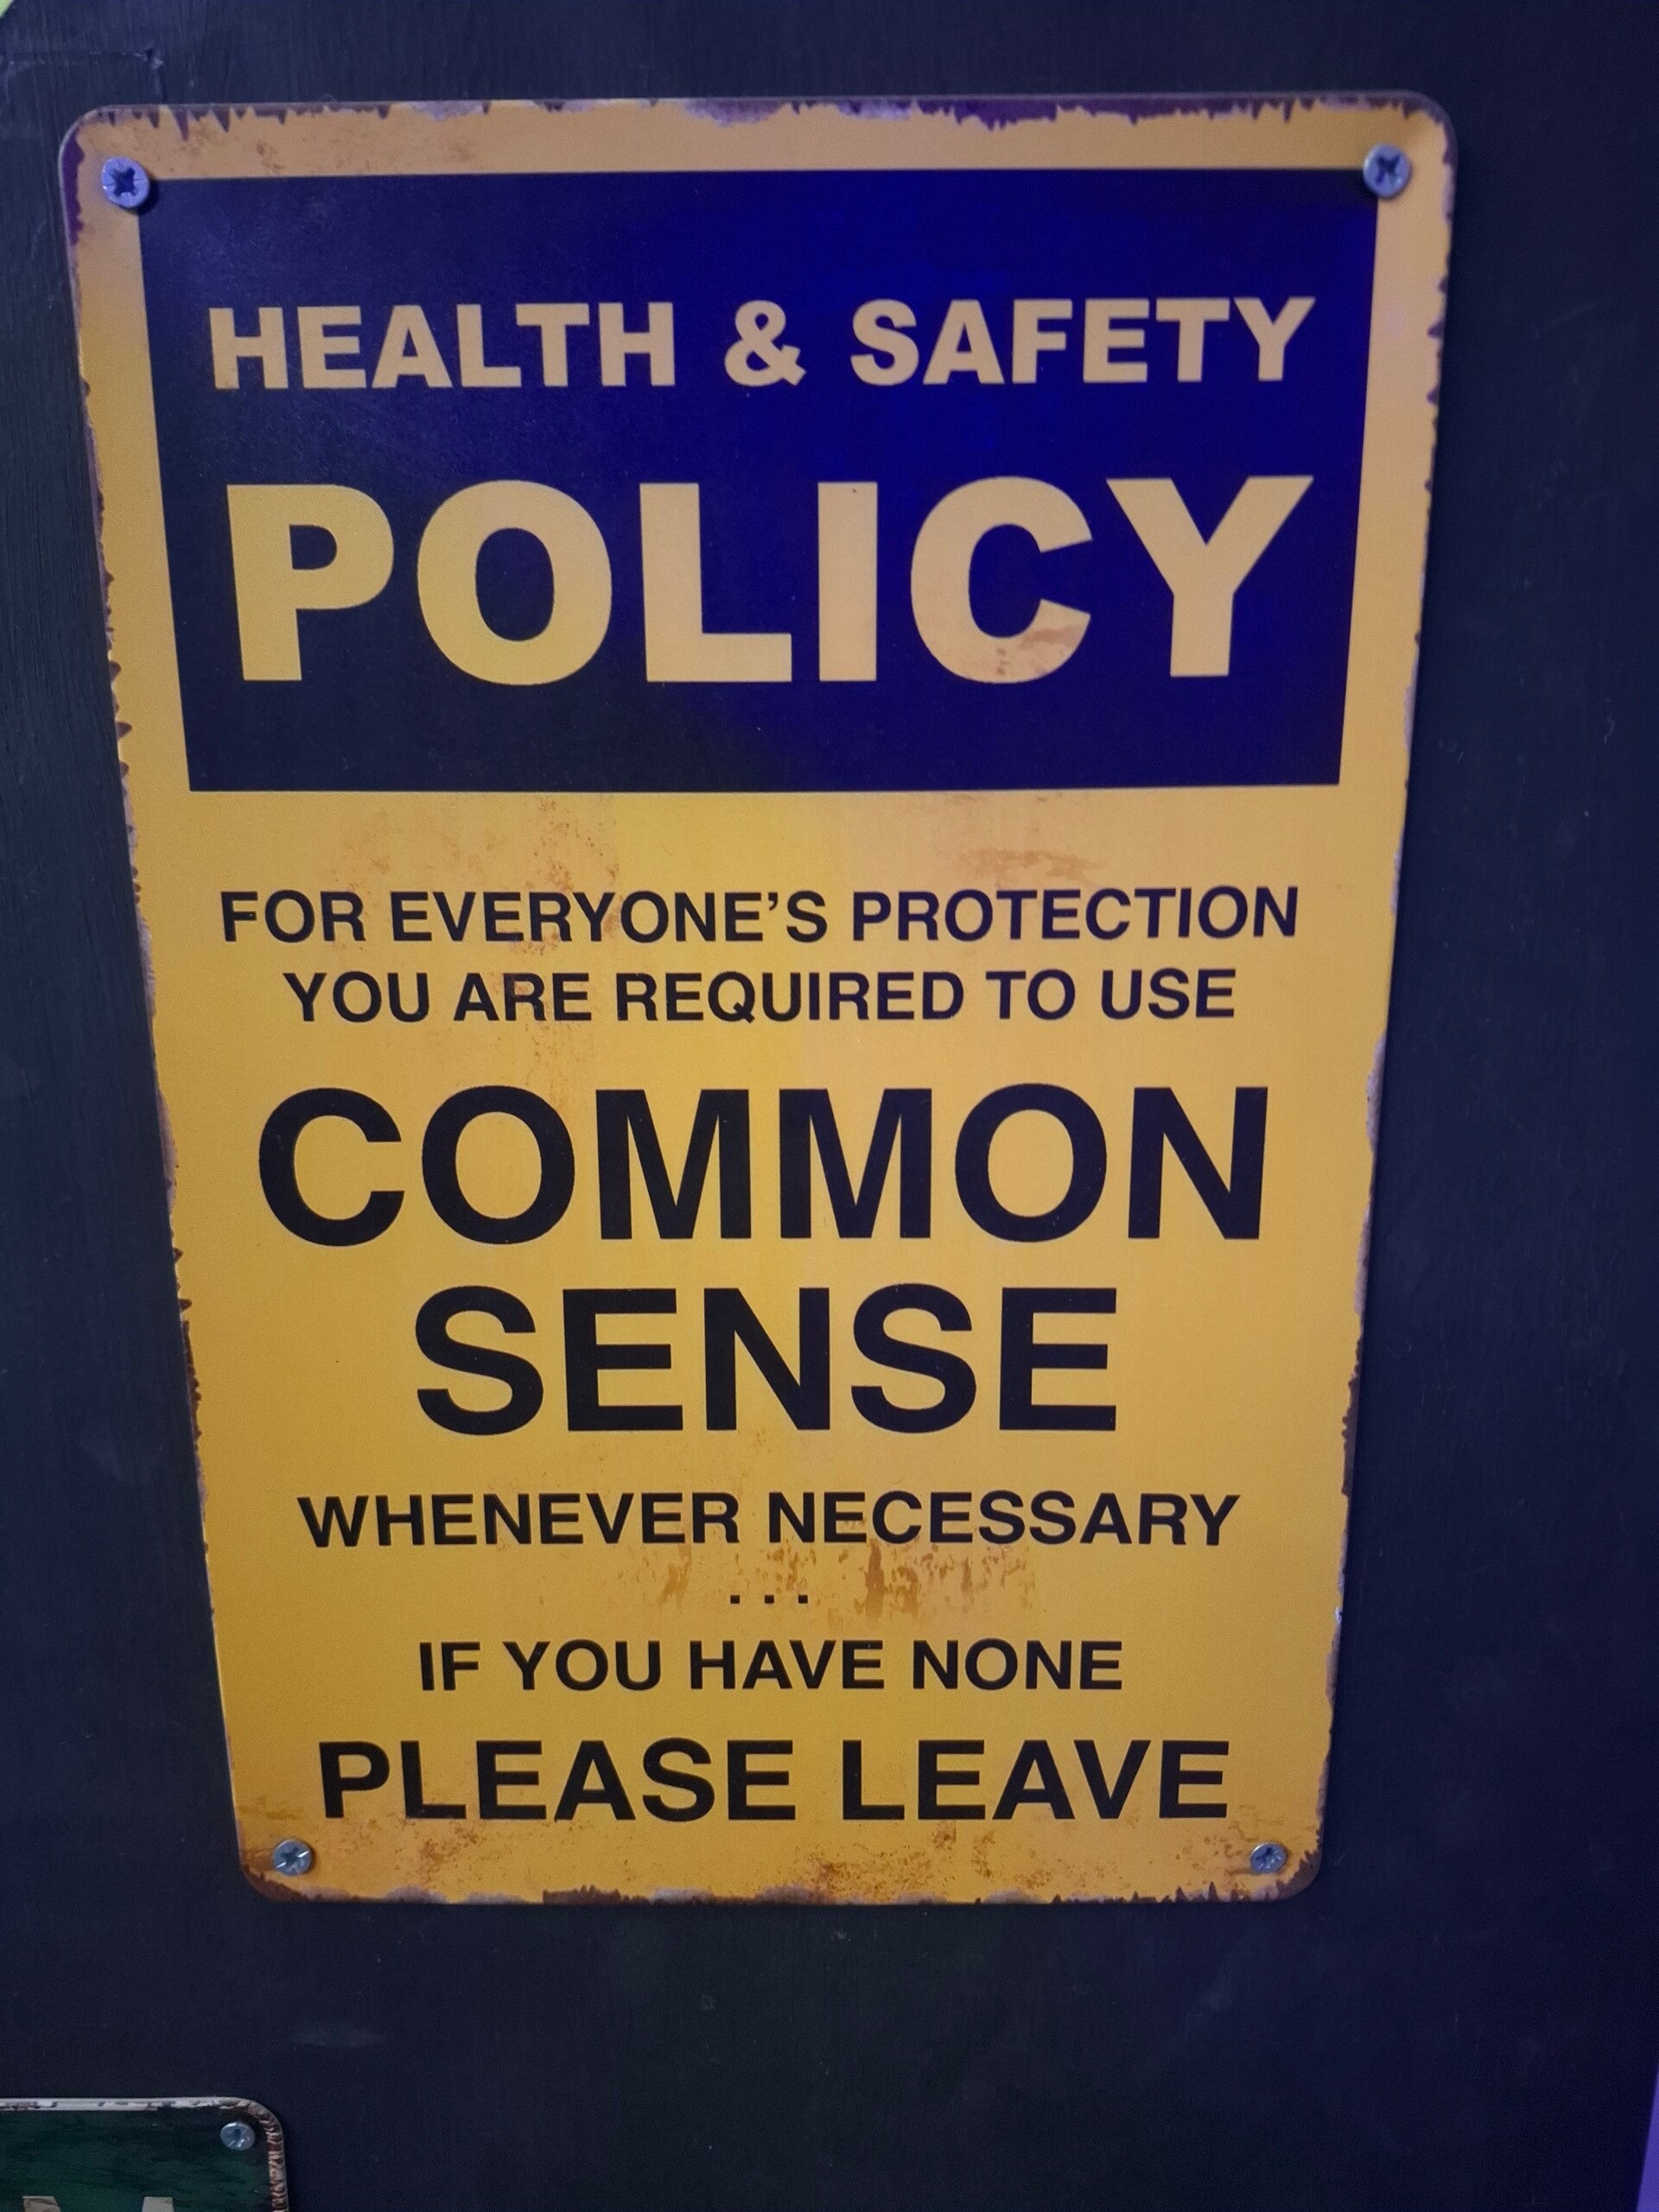 HEALTH & SAFETY
POLICY
FOR EVERYONE'S PROTECTION
YOU ARE REQUIRED TO USE
COMMON
SENSE
WHENEVER NECESSARY
...
IF YOU HAVE NONE
PLEASE LEAVE